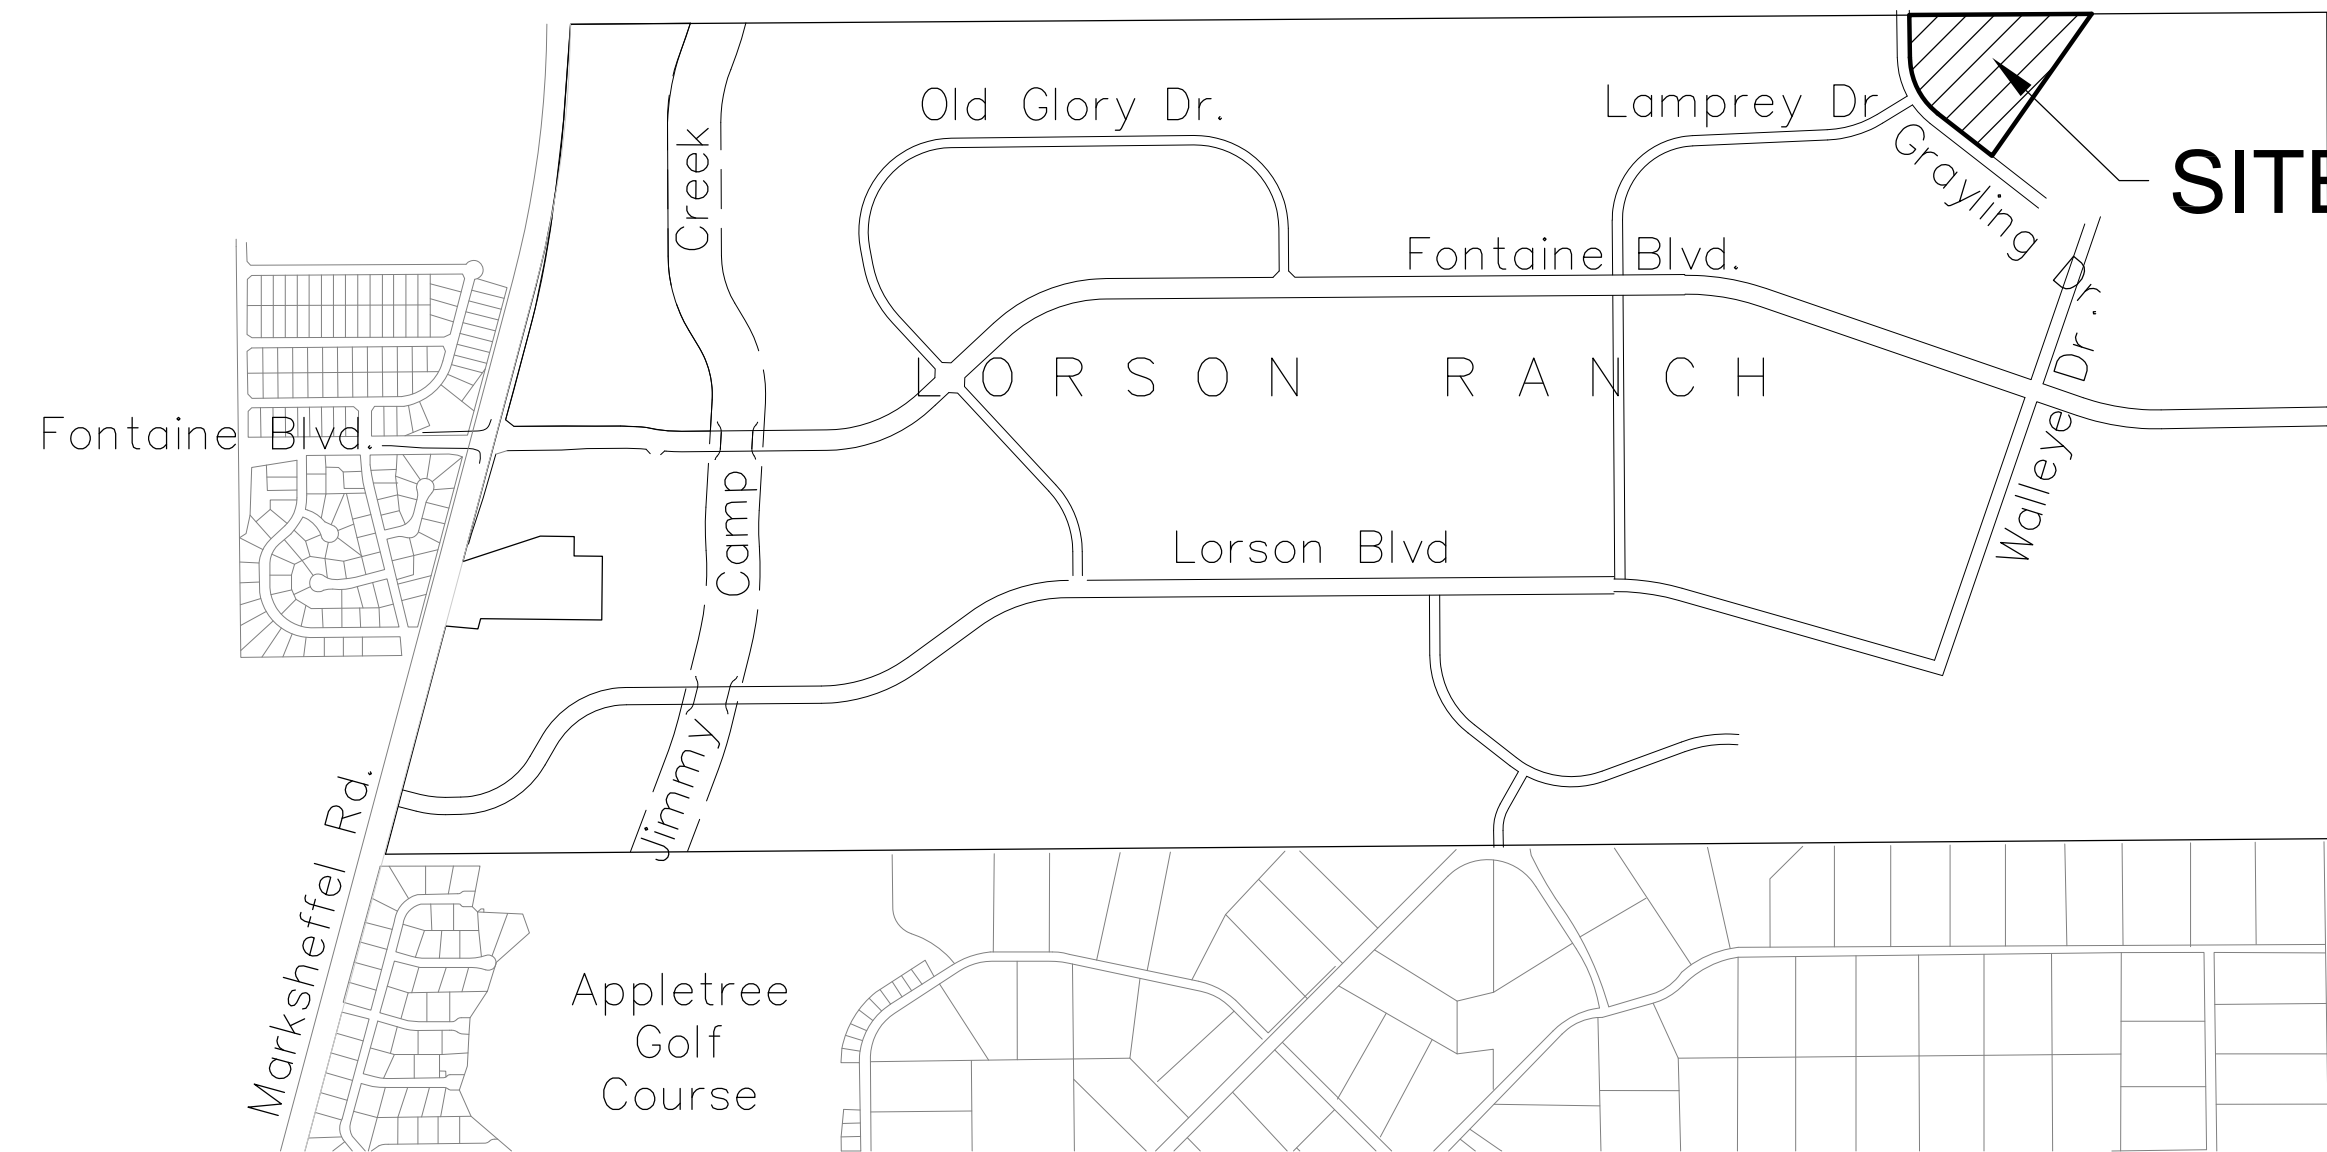 Old Glory Dr.
Lamprey Dr
SITE
Grayling Dr.
Creek
Fontaine Blvd.
LORSON RANCH
Fontaine Blvd.
Walleye Dr.
Camp
Lorson Blvd
Jimmy
Marksheffel Rd.
Appletree
Golf
Course